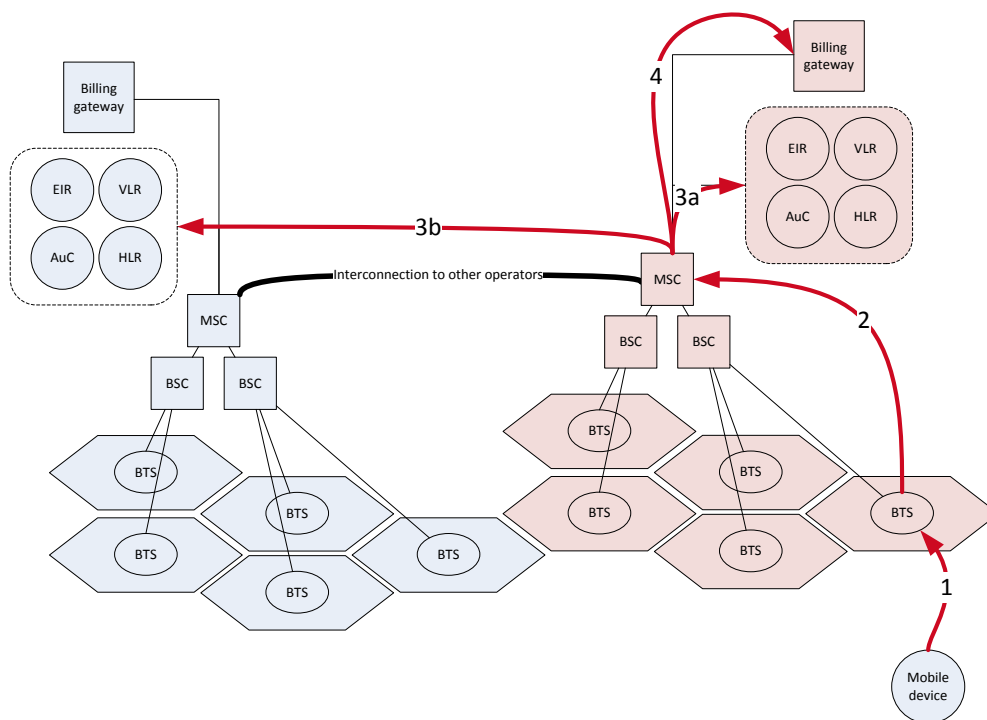 Billing
gateway
4
Billing
gateway
EIR
VLR
EIR
VLR
3a
AuC
HLR
3b
AuC
HLR
Interconnection to other operators
MSC
MSC
2
BSC
BSC
BSC
BSC
BTS
BTS
BTS
BTS
BTS
BTS
BTS
BTS
BTS
BTS
1
Mobile
device